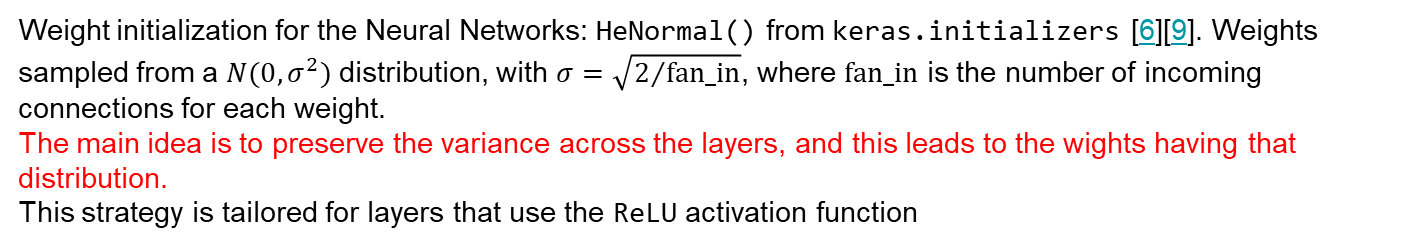 Weight initialization for the Neural Networks: HeNormal() from keras.initializers [6][9]. Weights
sampled from a N(0,σ²) distribution, with σ = √2/fan_in, where fan_in is the number of incoming
connections for each weight.
The main idea is to preserve the variance across the layers, and this leads to the wights having that
distribution.
This strategy is tailored for layers that use the ReLU activation function